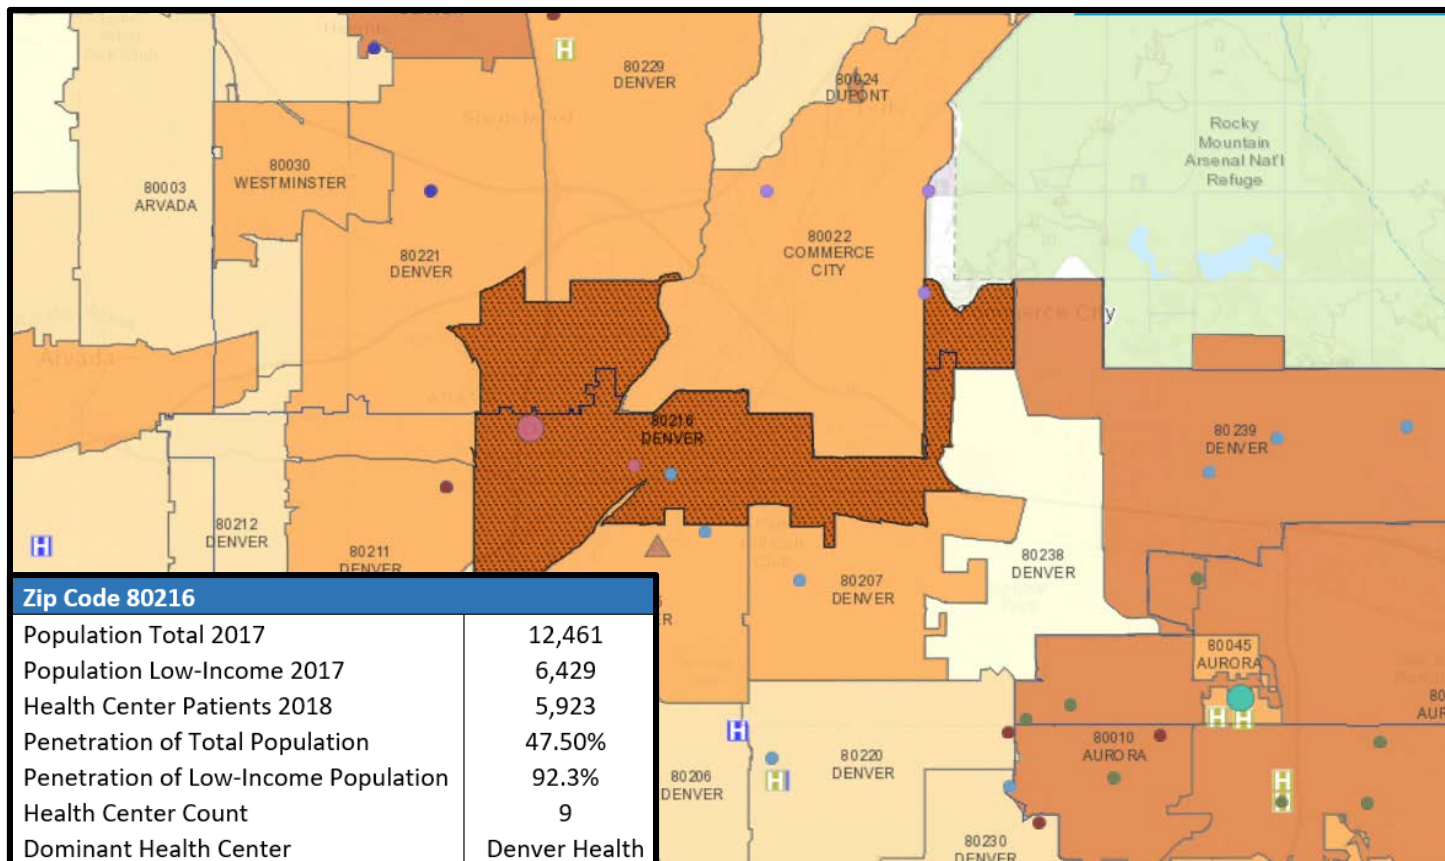 80229
DENVER
80024
DUPONT
Rocky
Mountain
Arsenal Nat'l
Refuge
80030
WESTMINSTER
80003
ARVADA
80022
COMMERCE
CITY
80221
DENVER
Commerce City
Arvada
80216
DENVER
80239
DENVER
80212
DENVER
80211
DENVER
80238
DENVER
80207
DENVER
80045
AURORA
80010
AURORA
80220
DENVER
80206
DENVER
80230
DENVER
H
H
H
H
H
H
H
H
Zip Code 80216
Population Total 2017 12,461
Population Low-Income 2017 6,429
Health Center Patients 2018 5,923
Penetration of Total Population 47.50%
Penetration of Low-Income Population 92.3%
Health Center Count 9
Dominant Health Center Denver Health